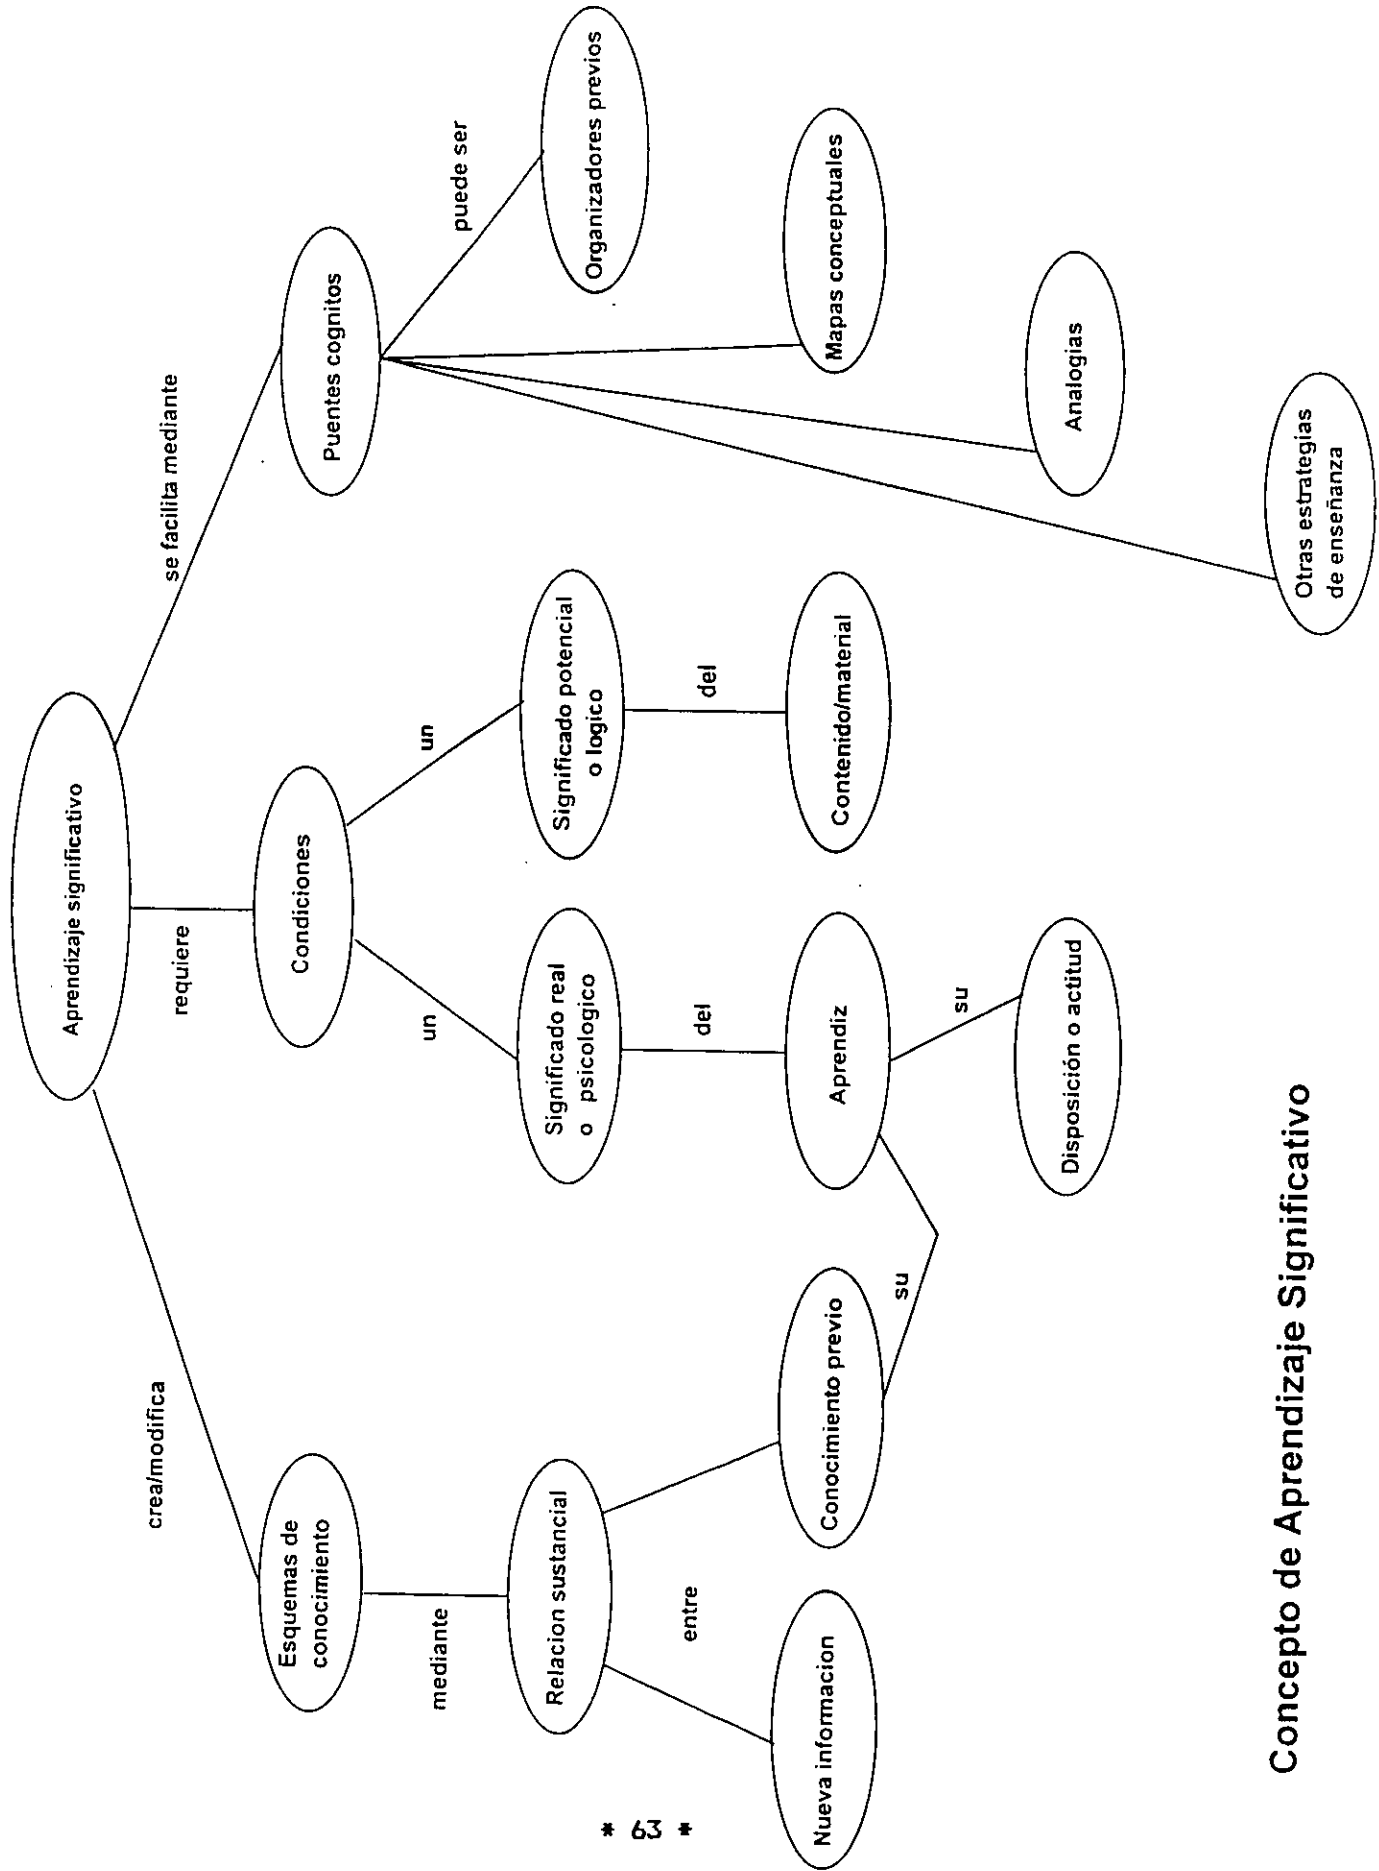 Aprendizaje significativo
crea/modifica
requiere
se facilita mediante
Esquemas de
conocimiento
Condiciones
Puentes cognitos
mediante
un
un
puede ser
Relacion sustancial
Significado real
o psicologico
Significado potencial
o logico
Organizadores previos
entre
del
del
Nueva informacion
Conocimiento previo
Aprendiz
Contenido/material
Mapas conceptuales
su
su
Disposición o actitud
Analogias
Otras estrategias
de enseñanza
Concepto de Aprendizaje Significativo
* 63 *